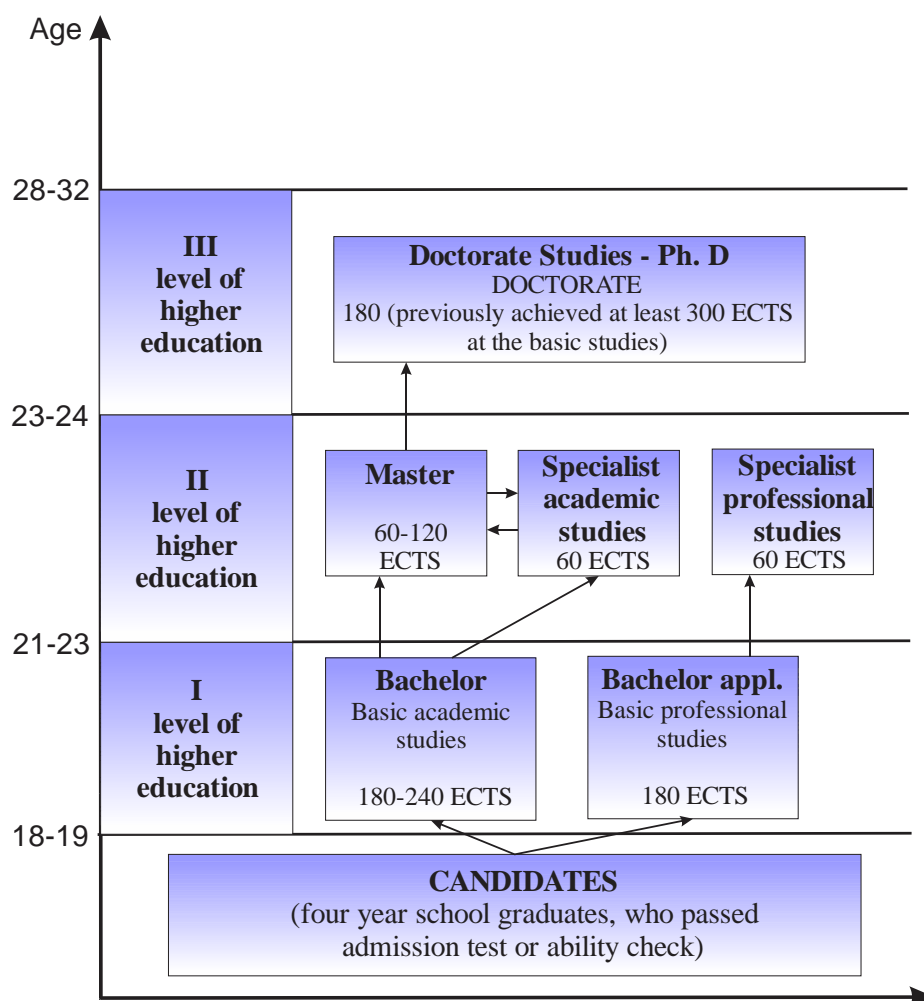 Age
28-32
III
level of
higher
education
Doctorate Studies - Ph. D
DOCTORATE
180 (previously achieved at least 300 ECTS
at the basic studies)
23-24
II
level of
higher
education
Master
60-120
ECTS
Specialist
academic
studies
60 ECTS
Specialist
professional
studies
60 ECTS
21-23
I
level of
higher
education
Bachelor
Basic academic
studies
180-240 ECTS
Bachelor appl.
Basic professional
studies
180 ECTS
18-19
CANDIDATES
(four year school graduates, who passed
admission test or ability check)